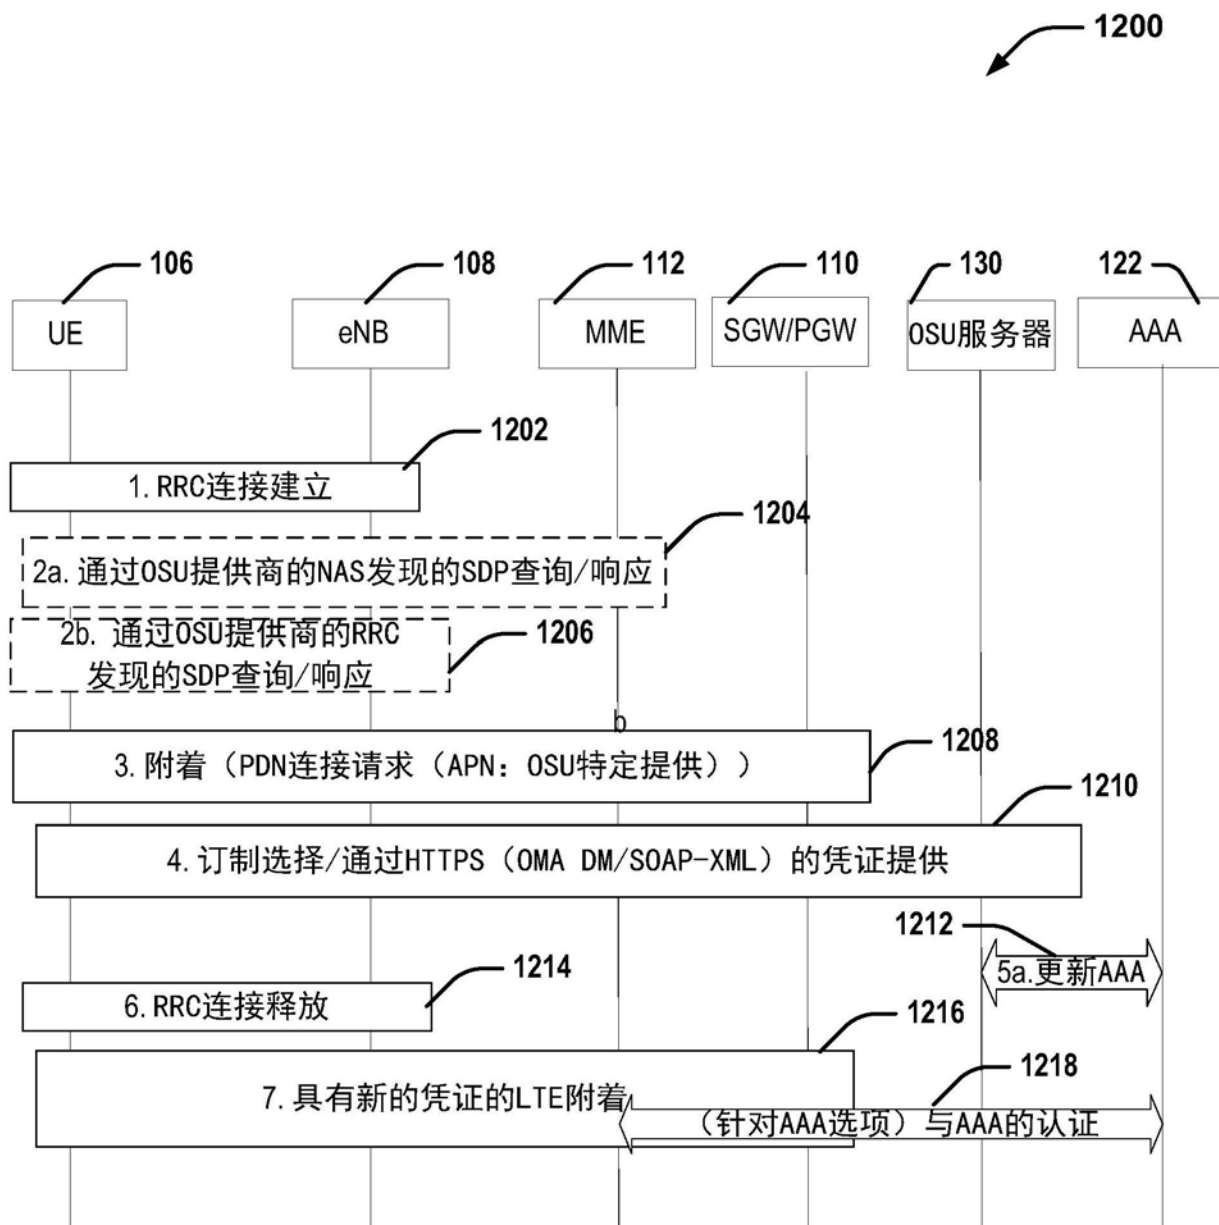 1200
106
108
112
110
130
122
UE
eNB
MME
SGW/PGW
OSU服务器
AAA
1202
1. RRC连接建立
1204
2a. 通过OSU提供商的NAS发现的SDP查询/响应
1206
2b. 通过OSU提供商的RRC
发现的SDP查询/响应
b
1208
3. 附着（PDN连接请求（APN：OSU特定提供））
1210
4. 订制选择/通过HTTPS（OMA DM/SOAP-XML）的凭证提供
1212
5a.更新AAA
1214
6. RRC连接释放
1216
7. 具有新的凭证的LTE附着
1218
（针对AAA选项）与AAA的认证